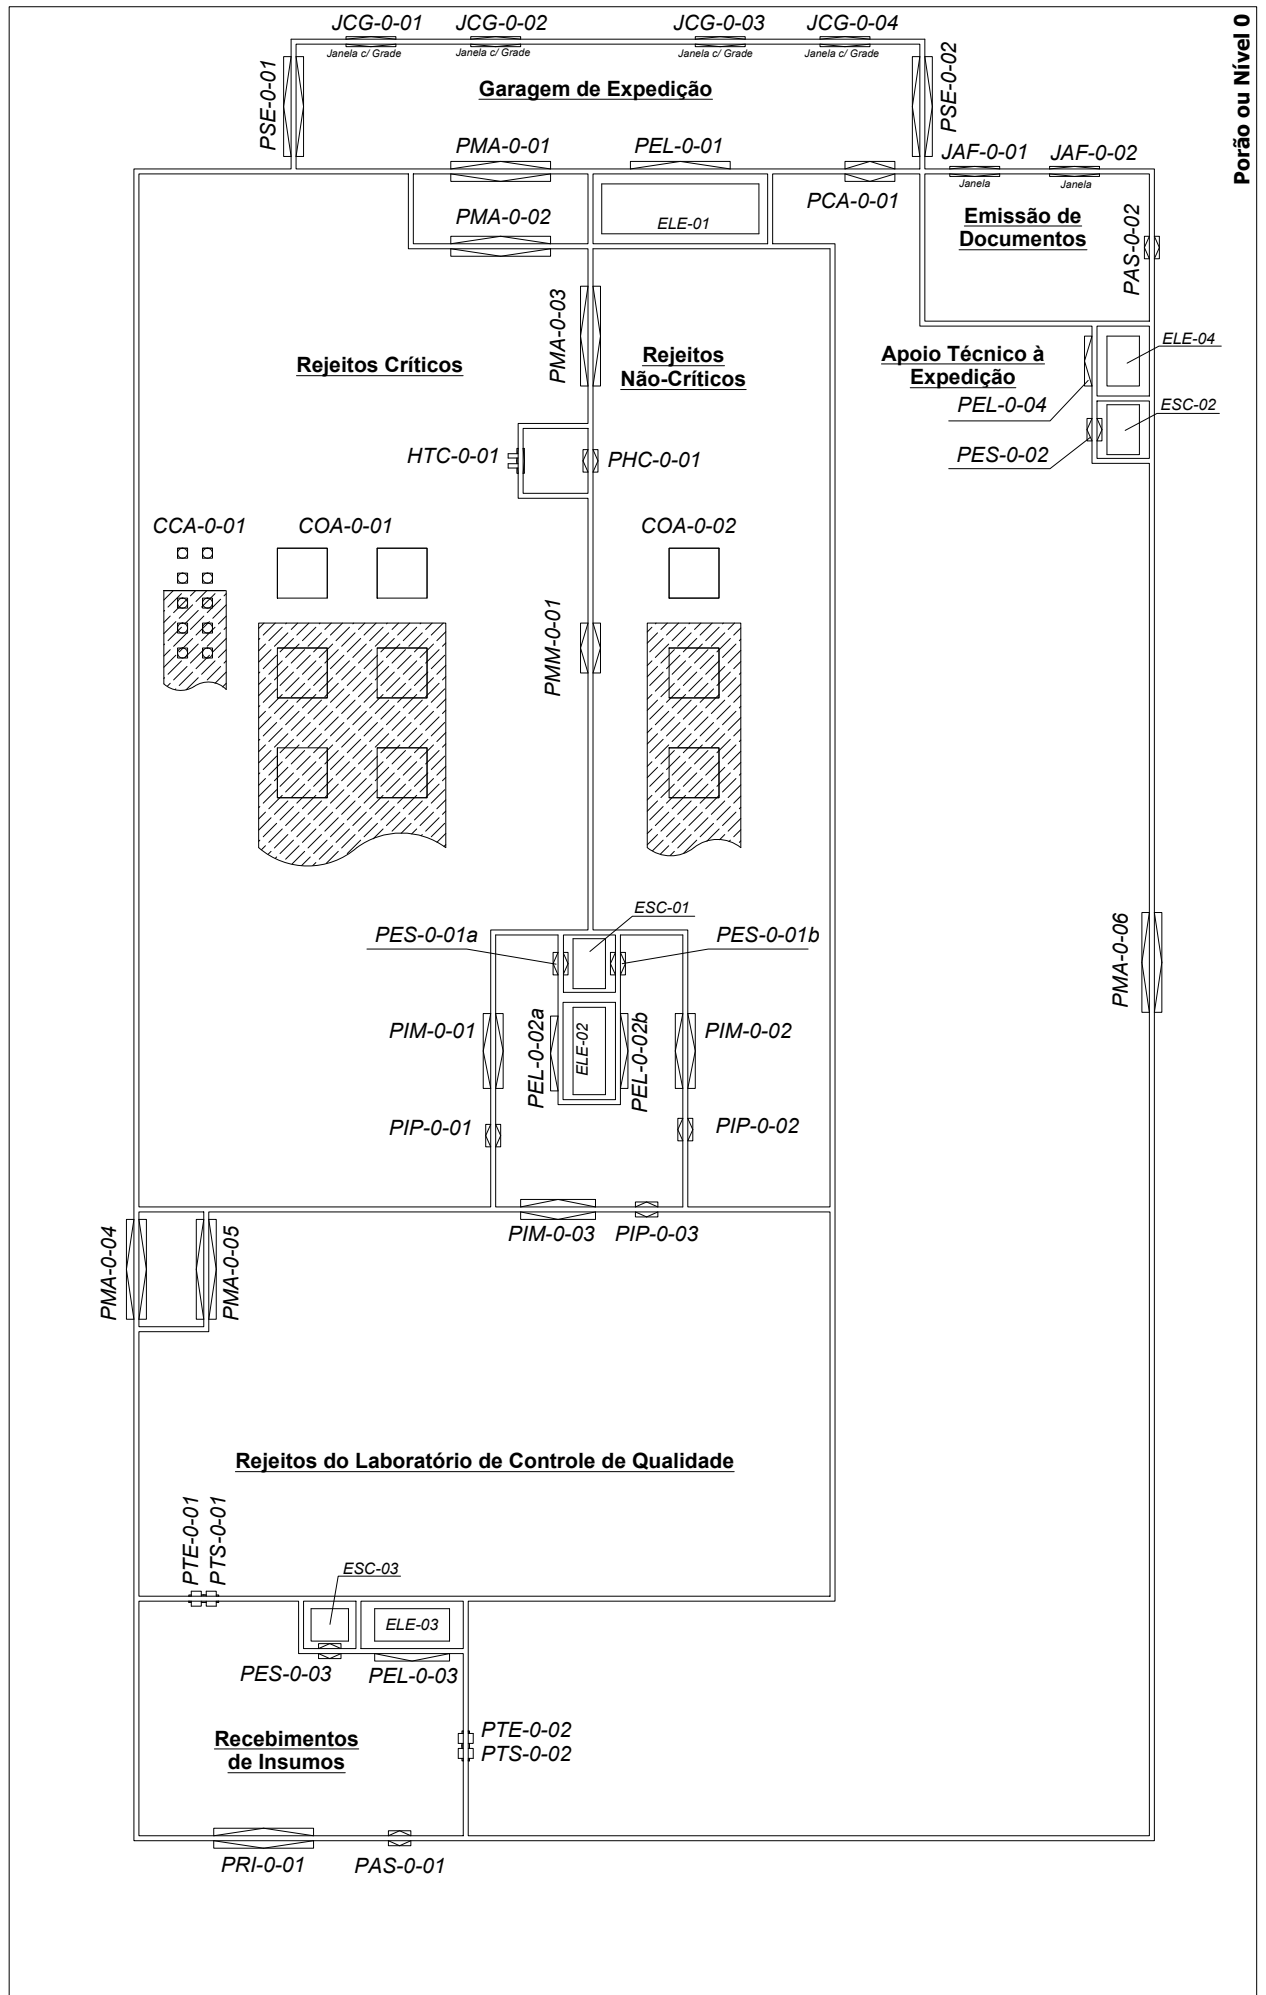 Porão ou Nível 0
JCG-0-01
JCG-0-02
JCG-0-03
JCG-0-04
Janela c/ Grade
Janela c/ Grade
Janela c/ Grade
Janela c/ Grade
PSE-0-01
Garagem de Expedição
PSE-0-02
PMA-0-01
PEL-0-01
JAF-0-01
JAF-0-02
Janela
Janela
PCA-0-01
PMA-0-02
ELE-01
Emissão de
Documentos
PAS-0-02
PMA-0-03
Rejeitos Críticos
Rejeitos
Não-Críticos
Apoio Técnico à
Expedição
ELE-04
PEL-0-04
ESC-02
PES-0-02
HTC-0-01
PHC-0-01
CCA-0-01
COA-0-01
COA-0-02
PMM-0-01
ESC-01
PES-0-01a
PES-0-01b
PMA-0-06
PIM-0-01
PEL-0-02a
ELE-02
PEL-0-02b
PIM-0-02
PIP-0-01
PIP-0-02
PIM-0-03
PIP-0-03
PMA-0-04
PMA-0-05
Rejeitos do Laboratório de Controle de Qualidade
PTE-0-01
PTS-0-01
ESC-03
ELE-03
PES-0-03
PEL-0-03
Recebimentos
de Insumos
PTE-0-02
PTS-0-02
PRI-0-01
PAS-0-01